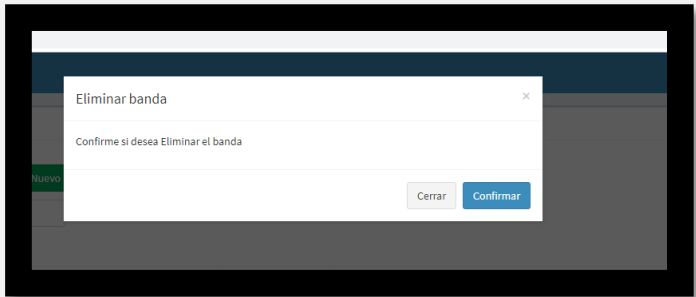 Eliminar banda ×
Confirme si desea Eliminar el banda
Nuevo
Cerrar Confirmar